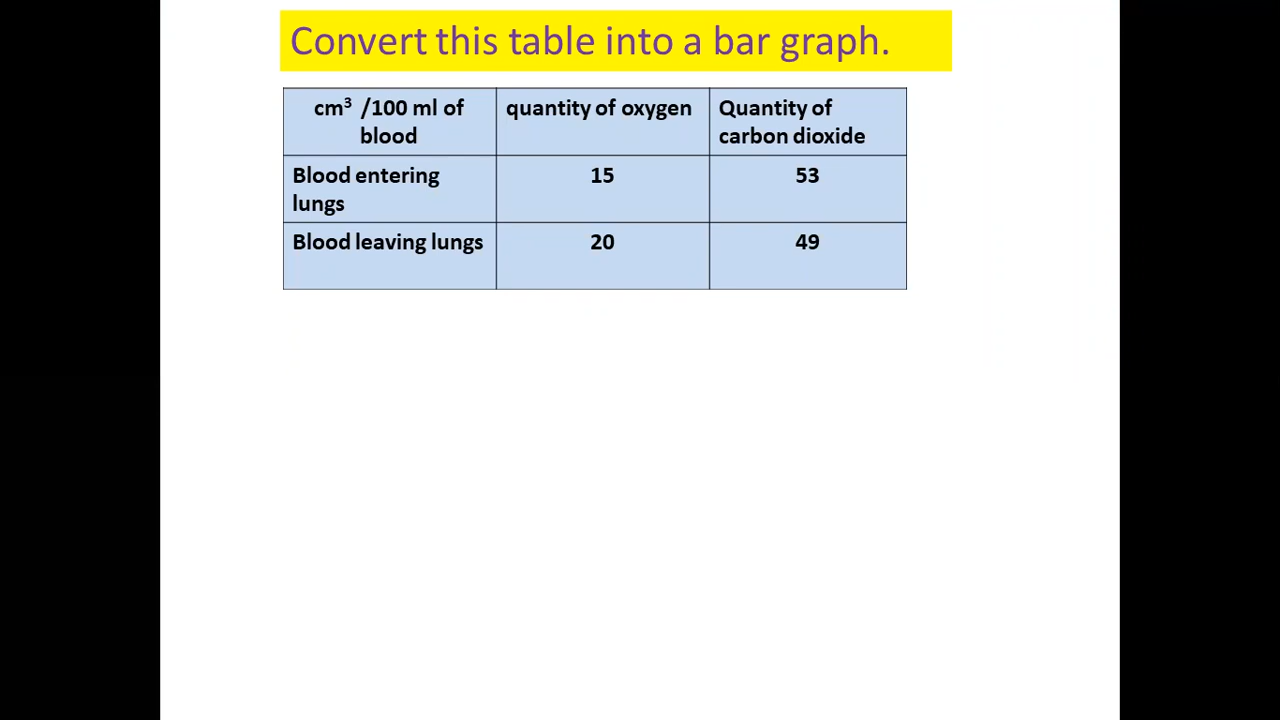 Convert this table into a bar graph.
cm³ /100 ml of
blood
quantity of oxygen
Quantity of
carbon dioxide
Blood entering
lungs
15
53
Blood leaving lungs
20
49